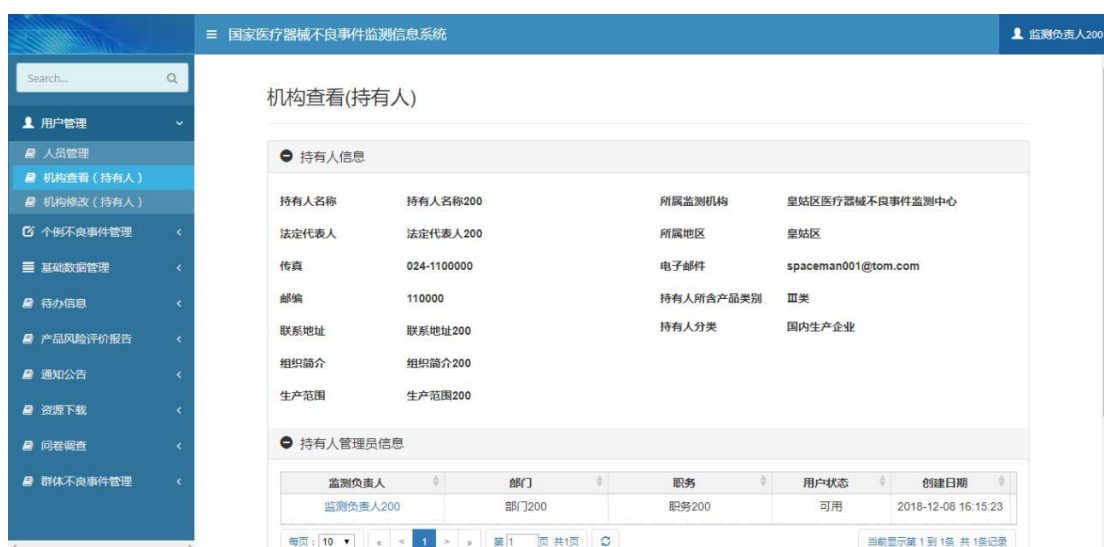 国家医疗器械不良事件监测信息系统
监测负责人200
Search...
用户管理
人员管理
机构查看（持有人）
机构修改（持有人）
个例不良事件管理
基础数据管理
待办信息
产品风险评价报告
通知公告
资源下载
问卷调查
群体不良事件管理
机构查看(持有人)
持有人信息
持有人名称 持有人名称200 所属监测机构 皇姑区医疗器械不良事件监测中心
法定代表人 法定代表人200 所属地区 皇姑区
传真 024-1100000 电子邮件 spaceman001@tom.com
邮编 110000 持有人所含产品类别 Ⅲ类
联系地址 联系地址200 持有人分类 国内生产企业
组织简介 组织简介200
生产范围 生产范围200
持有人管理员信息
监测负责人 部门 职务 用户状态 创建日期
监测负责人200 部门200 职务200 可用 2018-12-08 16:15:23
每页：10 « < 1 > » 第 1 页 共1页 当前显示第 1 到 1条 共 1条记录